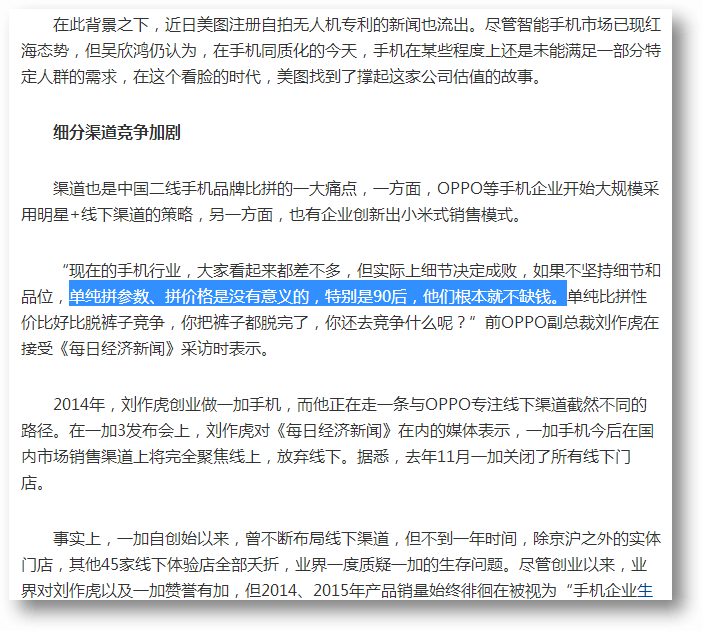 在此背景之下，近日美图注册自拍无人机专利的新闻也流出。尽管智能手机市场已现红
海态势，但吴欣鸿仍认为，在手机同质化的今天，手机在某些程度上还是未能满足一部分特
定人群的需求，在这个看脸的时代，美图找到了撑起这家公司估值的故事。
细分渠道竞争加剧
渠道也是中国二线手机品牌比拼的一大痛点，一方面，OPPO等手机企业开始大规模采
用明星+线下渠道的策略，另一方面，也有企业创新出小米式销售模式。
“现在的手机行业，大家看起来都差不多，但实际上细节决定成败，如果不坚持细节和
品位，单纯拼参数、拼价格是没有意义的，特别是90后，他们根本就不缺钱。单纯比拼性
价比好比脱裤子竞争，你把裤子都脱完了，你还去竞争什么呢？”前OPPO副总裁刘作虎在
接受《每日经济新闻》采访时表示。
2014年，刘作虎创业做一加手机，而他正在走一条与OPPO专注线下渠道截然不同的
路径。在一加3发布会上，刘作虎对《每日经济新闻》在内的媒体表示，一加手机今后在国
内市场销售渠道上将完全聚焦线上，放弃线下。据悉，去年11月一加关闭了所有线下门
店。
事实上，一加自创始以来，曾不断布局线下渠道，但不到一年时间，除京沪之外的实体
门店，其他45家线下体验店全部夭折，业界一度质疑一加的生存问题。尽管创业以来，业
界对刘作虎以及一加赞誉有加，但2014、2015年产品销量始终徘徊在被视为“手机企业生